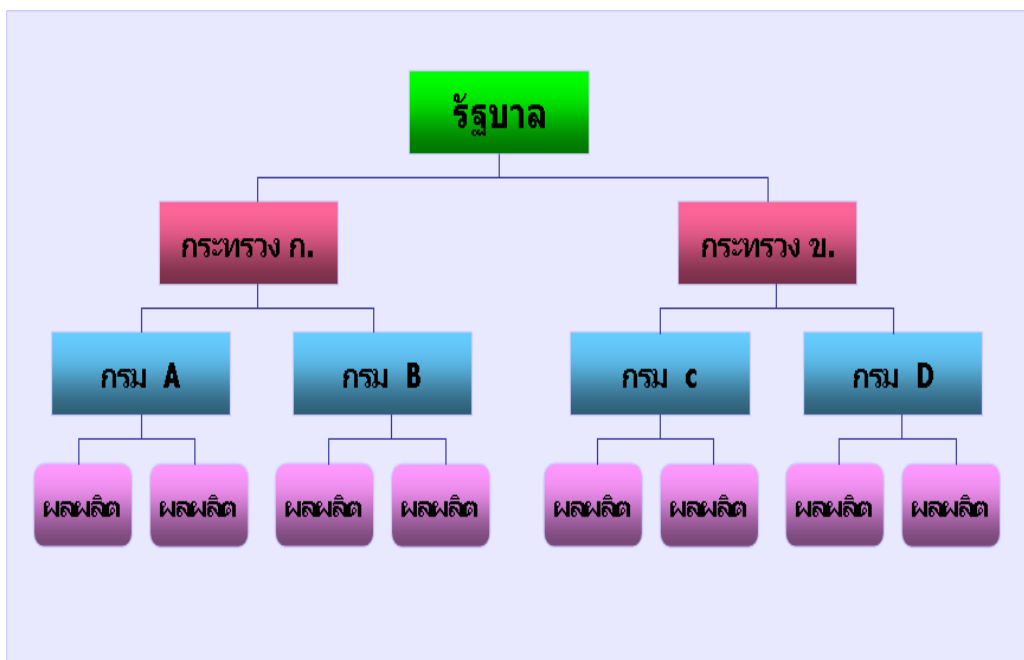 รัฐบาล
กระทรวง ก.
กระทรวง ข.
กรม A
กรม B
กรม c
กรม D
ผลผลิต
ผลผลิต
ผลผลิต
ผลผลิต
ผลผลิต
ผลผลิต
ผลผลิต
ผลผลิต